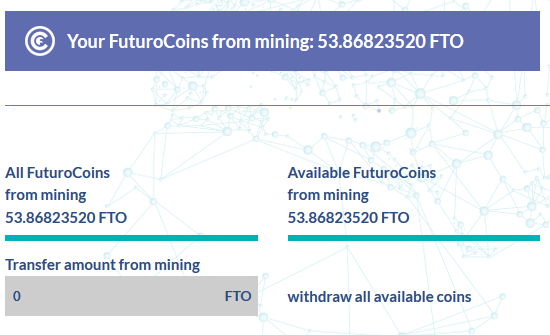 Your FuturoCoins from mining: 53.86823520 FTO
All FuturoCoins
from mining
53.86823520 FTO
Available FuturoCoins
from mining
53.86823520 FTO
Transfer amount from mining
0 FTO
withdraw all available coins